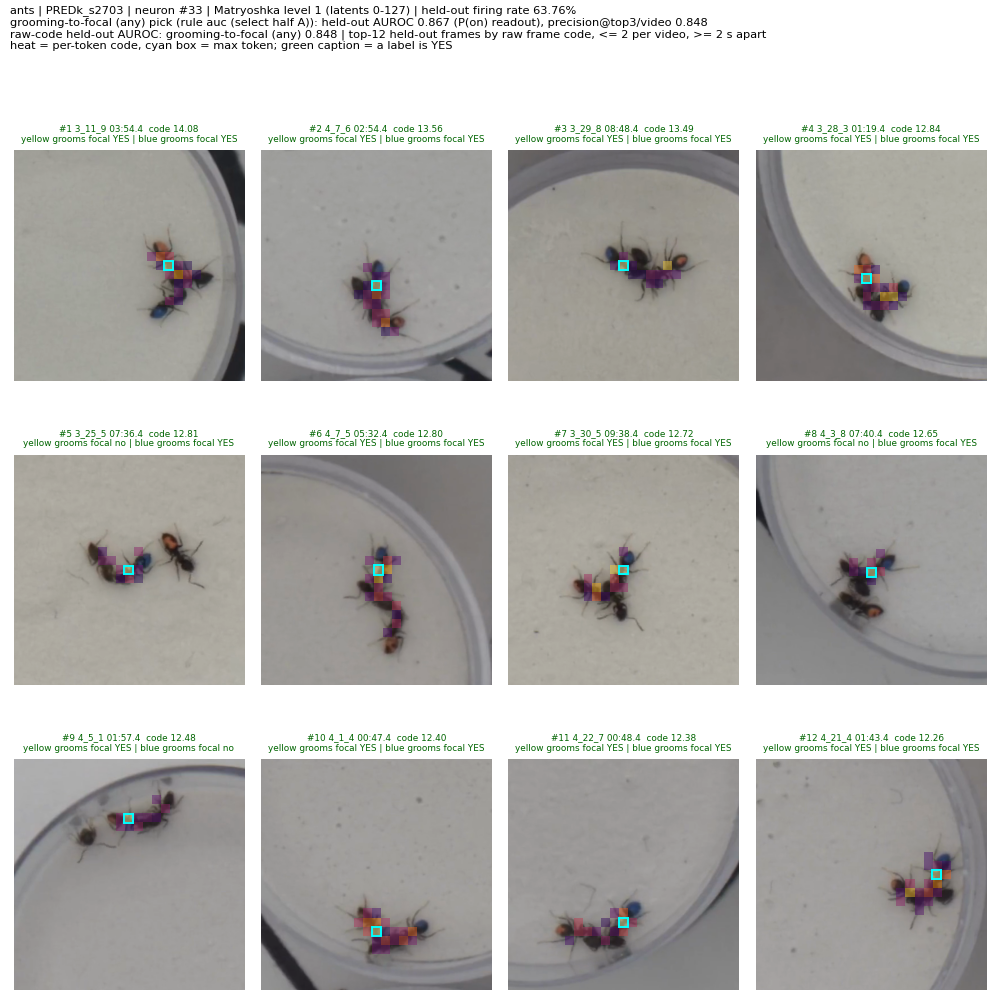 ants | PREDk_s2703 | neuron #33 | Matryoshka level 1 (latents 0-127) | held-out firing rate 63.76%
grooming-to-focal (any) pick (rule auc (select half A)): held-out AUROC 0.867 (P(on) readout), precision@top3/video 0.848
raw-code held-out AUROC: grooming-to-focal (any) 0.848 | top-12 held-out frames by raw frame code, <= 2 per video, >= 2 s apart
heat = per-token code, cyan box = max token; green caption = a label is YES
#1 3_11_9 03:54.4 code 14.08
yellow grooms focal YES | blue grooms focal YES
#2 4_7_6 02:54.4 code 13.56
yellow grooms focal YES | blue grooms focal YES
#3 3_29_8 08:48.4 code 13.49
yellow grooms focal YES | blue grooms focal YES
#4 3_28_3 01:19.4 code 12.84
yellow grooms focal YES | blue grooms focal YES
#5 3_25_5 07:36.4 code 12.81
yellow grooms focal no | blue grooms focal YES
#6 4_7_5 05:32.4 code 12.80
yellow grooms focal YES | blue grooms focal YES
#7 3_30_5 09:38.4 code 12.72
yellow grooms focal YES | blue grooms focal YES
#8 4_3_8 07:40.4 code 12.65
yellow grooms focal no | blue grooms focal YES
#9 4_5_1 01:57.4 code 12.48
yellow grooms focal YES | blue grooms focal no
#10 4_1_4 00:47.4 code 12.40
yellow grooms focal YES | blue grooms focal YES
#11 4_22_7 00:48.4 code 12.38
yellow grooms focal YES | blue grooms focal YES
#12 4_21_4 01:43.4 code 12.26
yellow grooms focal YES | blue grooms focal YES